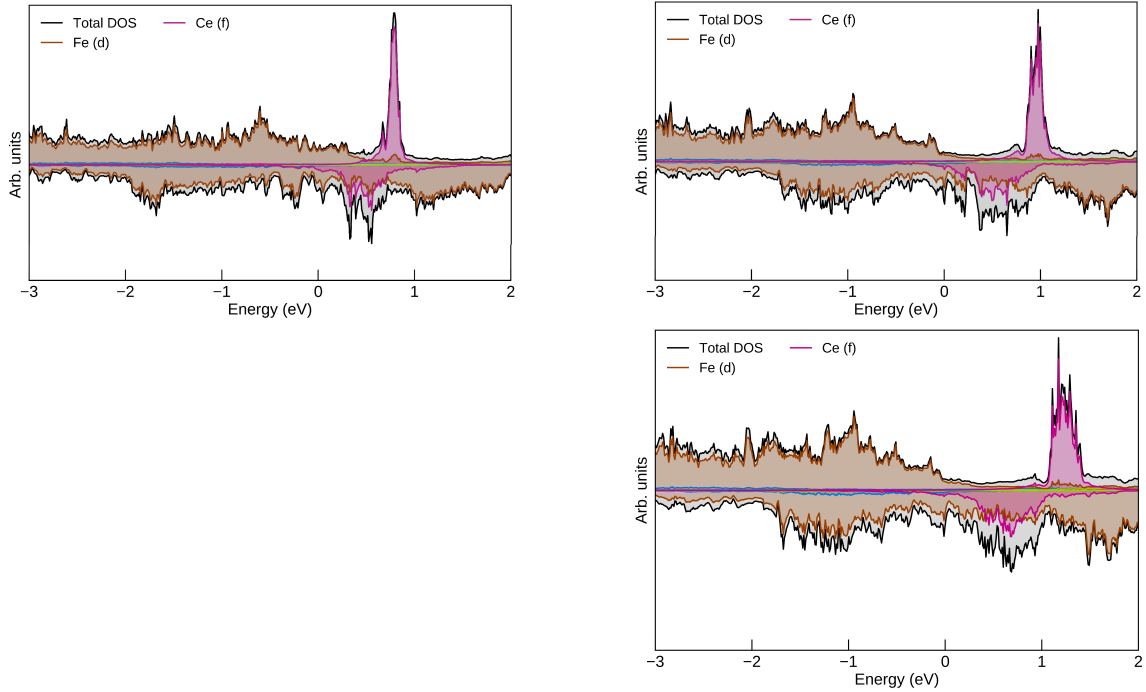 Total DOS
Ce (f)
Fe (d)
Arb. units
−3
−2
−1
0
1
2
Energy (eV)
Total DOS
Ce (f)
Fe (d)
Arb. units
−3
−2
−1
0
1
2
Energy (eV)
Total DOS
Ce (f)
Fe (d)
Arb. units
−3
−2
−1
0
1
2
Energy (eV)